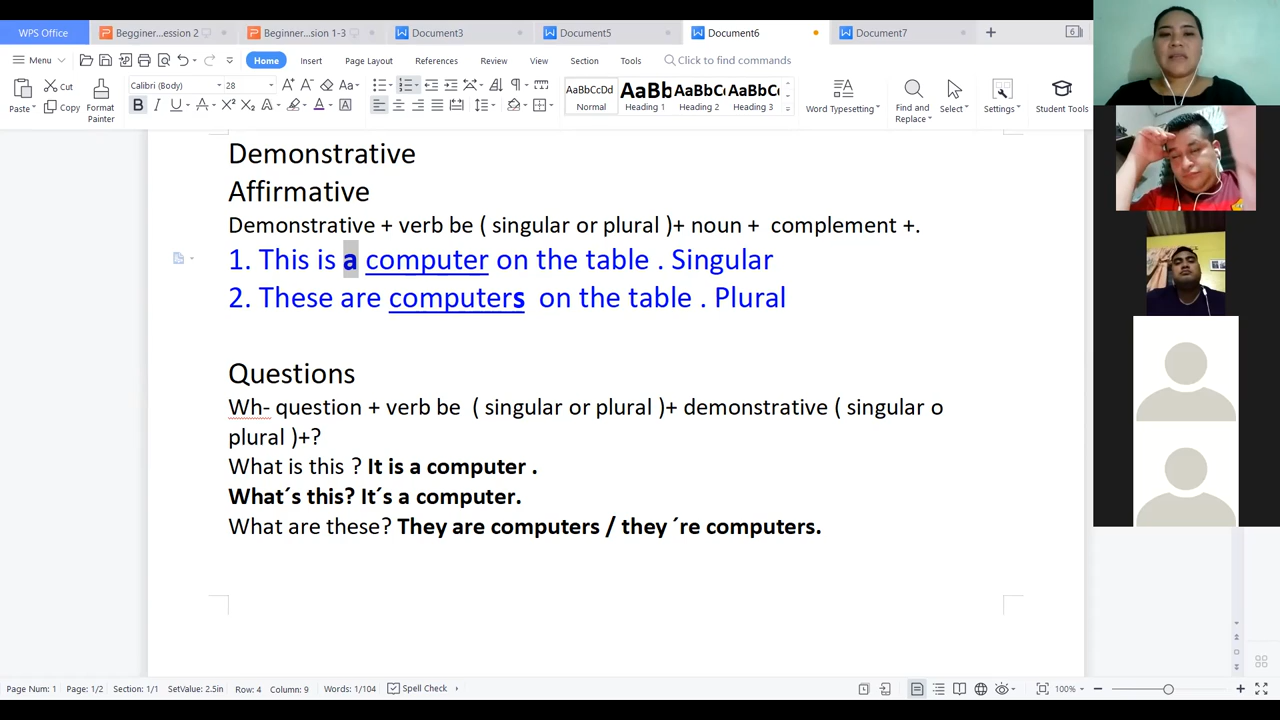 WPS Office
Begginer...ession 2
Beginner...sion 1-3
Document3
Document5
Document6
Document7
6
Menu
Home
Insert
Page Layout
References
Review
View
Section
Tools
Click to find commands
Paste
Cut
Copy
Format Painter
Calibri (Body)
28
AaBbCcDd
Normal
AaBb
Heading 1
AaBbCc
Heading 2
AaBbCc
Heading 3
Word Typesetting
Find and Replace
Select
Settings
Student Tools
Demonstrative
Affirmative
Demonstrative + verb be ( singular or plural )+ noun +  complement +.
1. This is a computer on the table . Singular
2. These are computers  on the table . Plural
Questions
Wh- question + verb be  ( singular or plural )+ demonstrative ( singular o
plural )+?
What is this ? It is a computer .
What´s this? It´s a computer.
What are these? They are computers / they ´re computers.
Page Num: 1
Page: 1/2
Section: 1/1
SetValue: 2.5in
Row: 4
Column: 9
Words: 1/104
Spell Check
100%